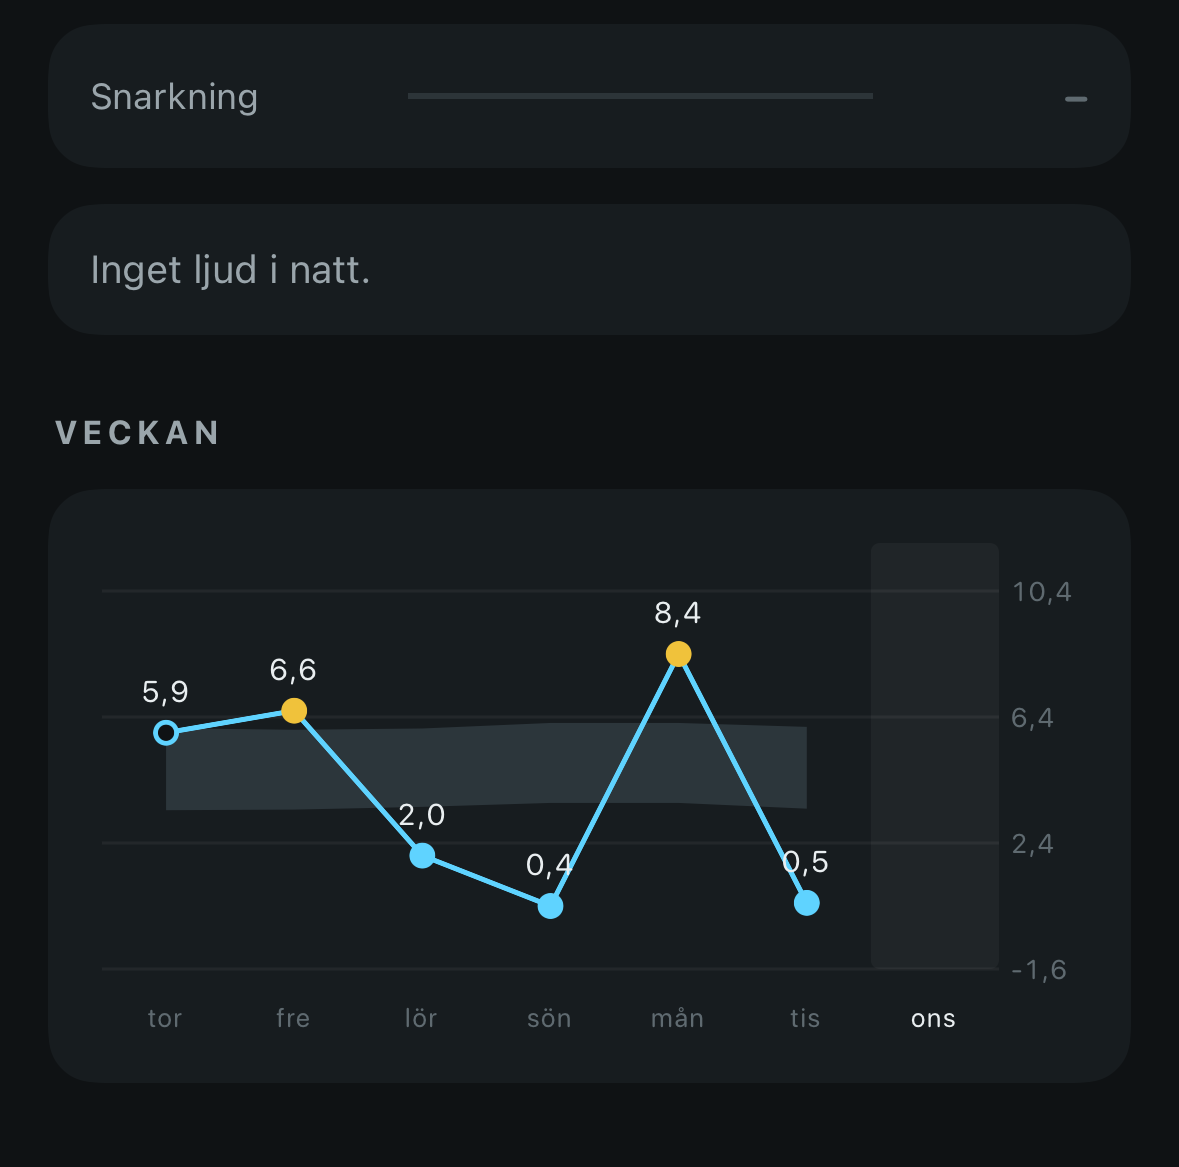 Snarkning –
Inget ljud i natt.
VECKAN
10,4
8,4
6,6
5,9
6,4
2,0
2,4
0,4
0,5
-1,6
tor fre lör sön mån tis ons